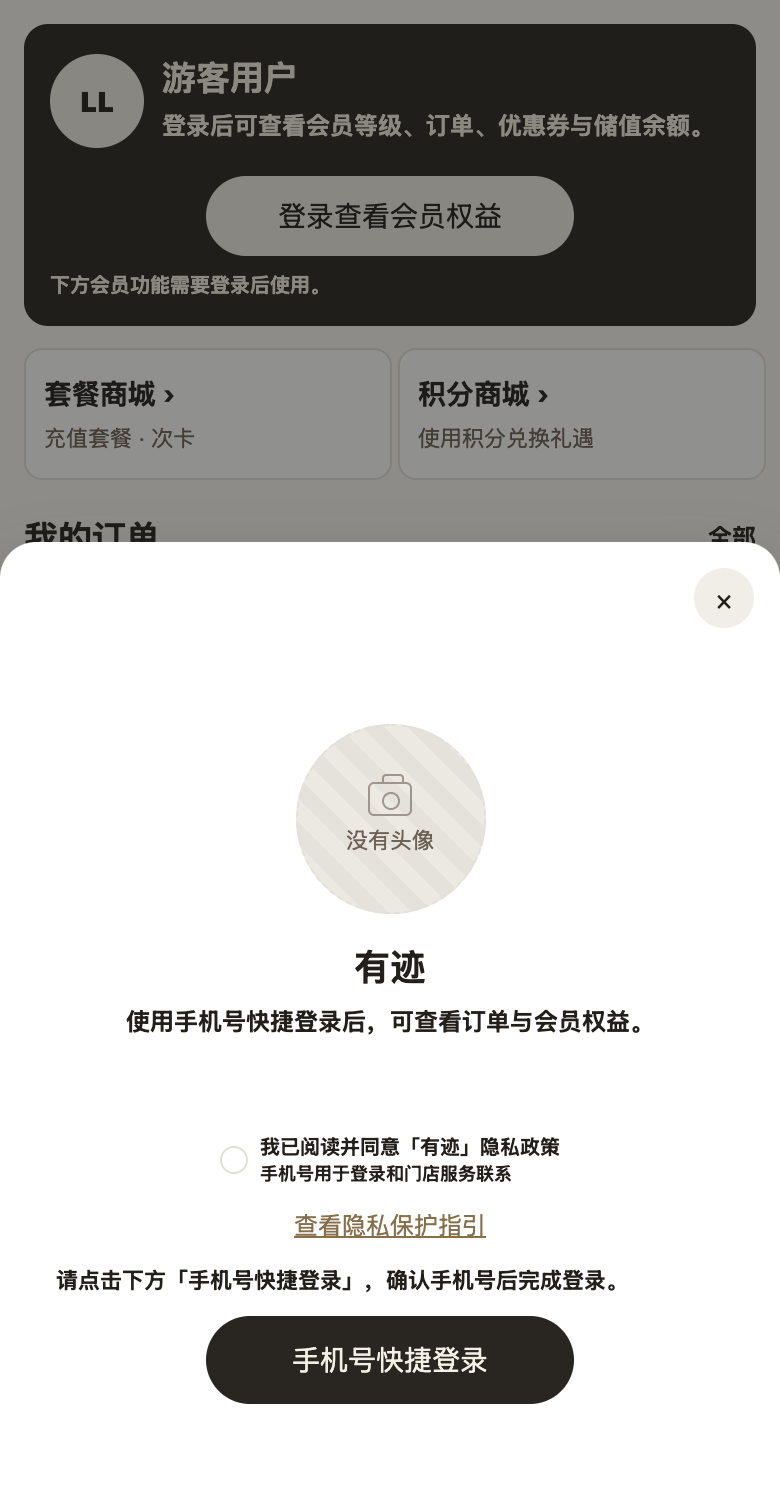 LL
游客用户
登录后可查看会员等级、订单、优惠券与储值余额。
登录查看会员权益
下方会员功能需要登录后使用。
套餐商城 ›
充值套餐 · 次卡
积分商城 ›
使用积分兑换礼遇
我的订单
全部
×
没有头像
有迹
使用手机号快捷登录后，可查看订单与会员权益。
我已阅读并同意「有迹」隐私政策
手机号用于登录和门店服务联系
查看隐私保护指引
请点击下方「手机号快捷登录」，确认手机号后完成登录。
手机号快捷登录